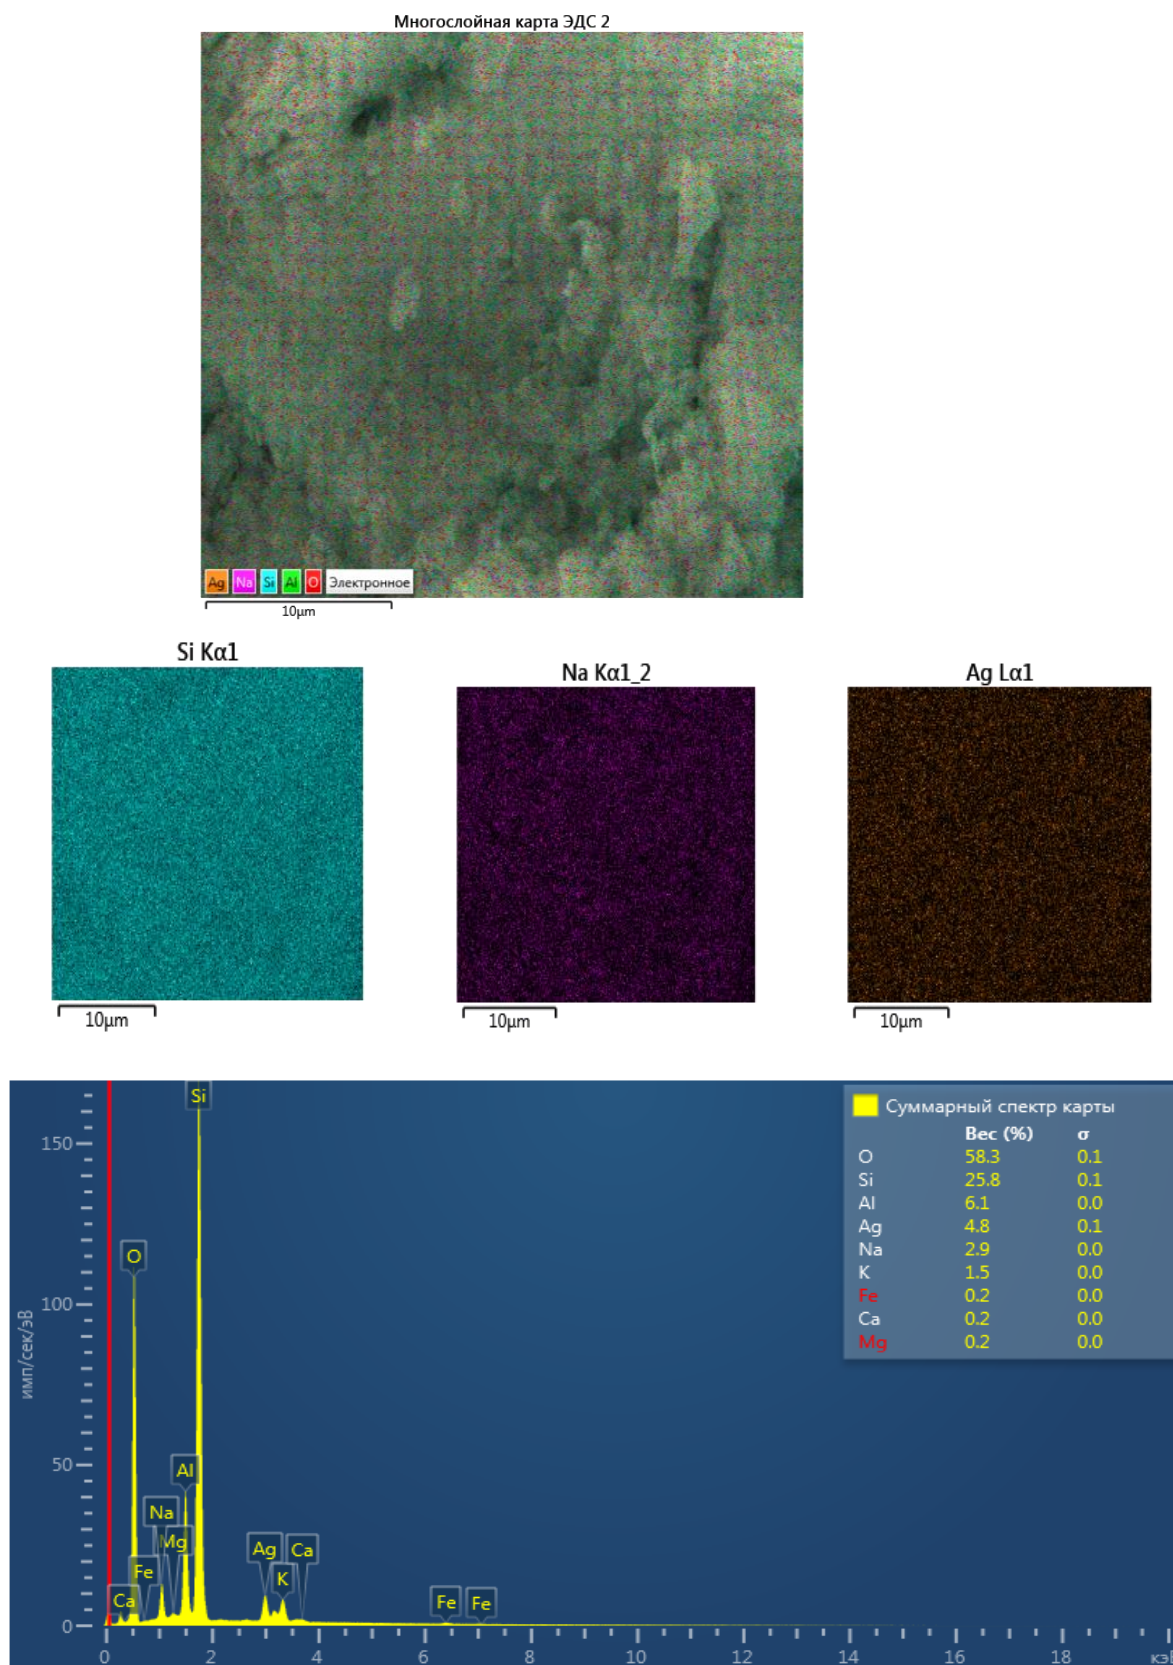 Многослойная карта ЭДС 2
Ag Na Si Al O Электронное
10μm
Si Kα1
Na Kα1_2
Ag Lα1
10μm
10μm
10μm
Суммарный спектр карты
Вес (%) σ
O 58.3 0.1
Si 25.8 0.1
Al 6.1 0.0
Ag 4.8 0.1
Na 2.9 0.0
K 1.5 0.0
Fe 0.2 0.0
Ca 0.2 0.0
Mg 0.2 0.0
имп/сек/эВ
150
100
50
0
Si
O
Al
Na
Mg
Fe
Ca
Ag
K
Ca
Fe
Fe
0 2 4 6 8 10 12 14 16 18